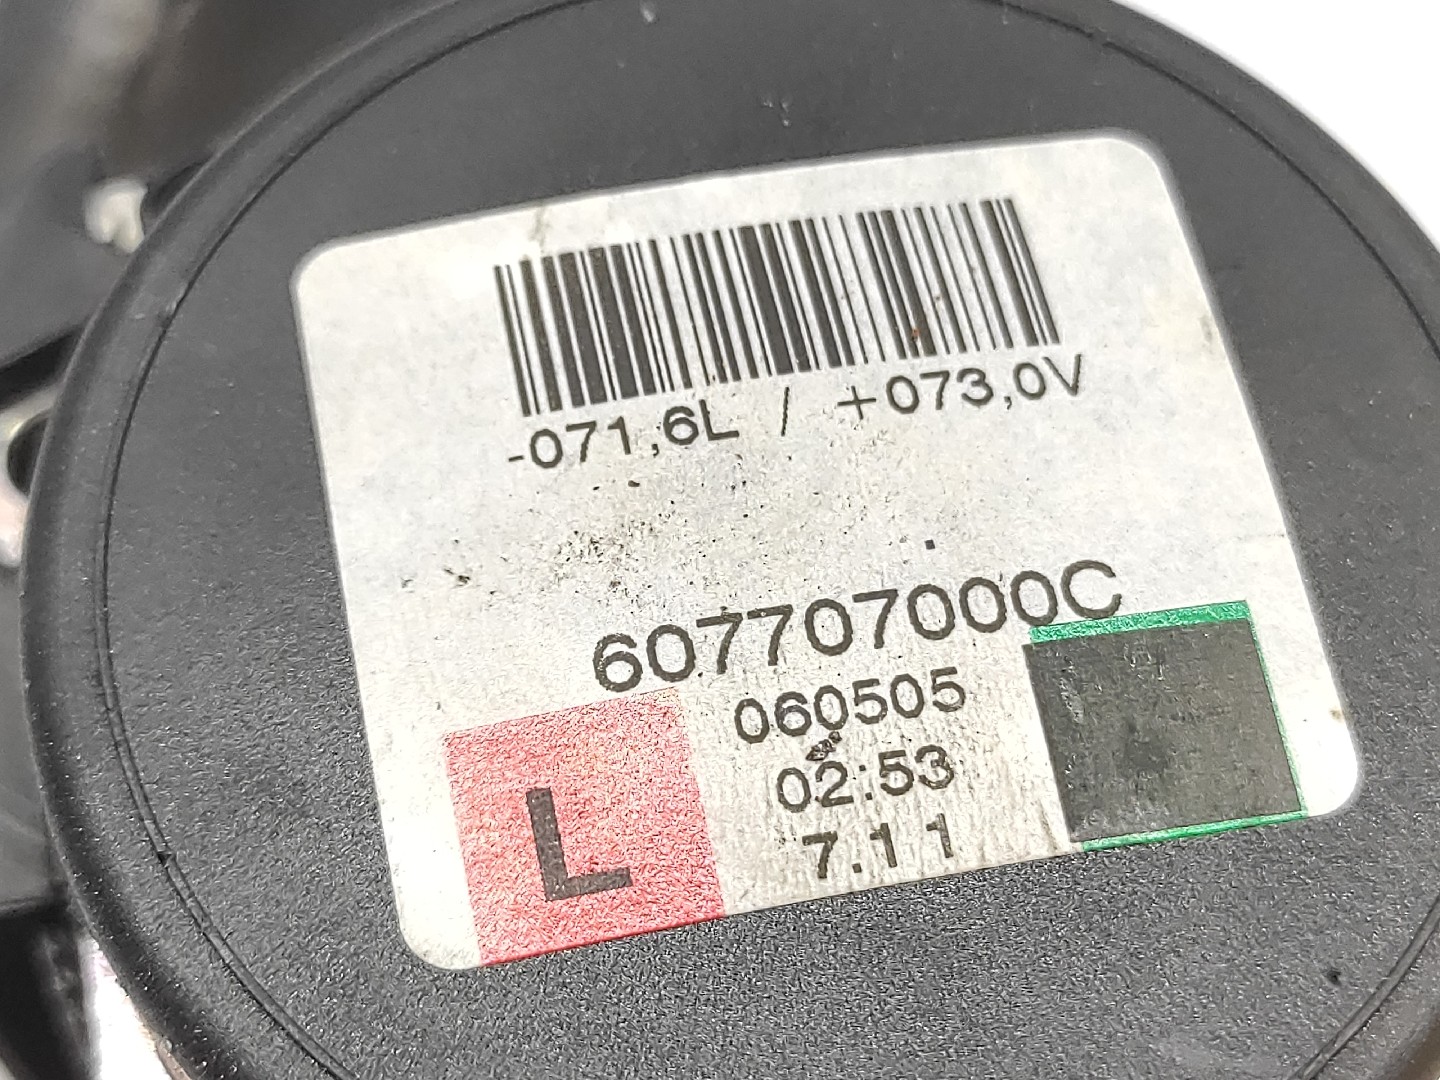 -071,6L / +073,0V
607707000C
060505
02:53
7.11
L